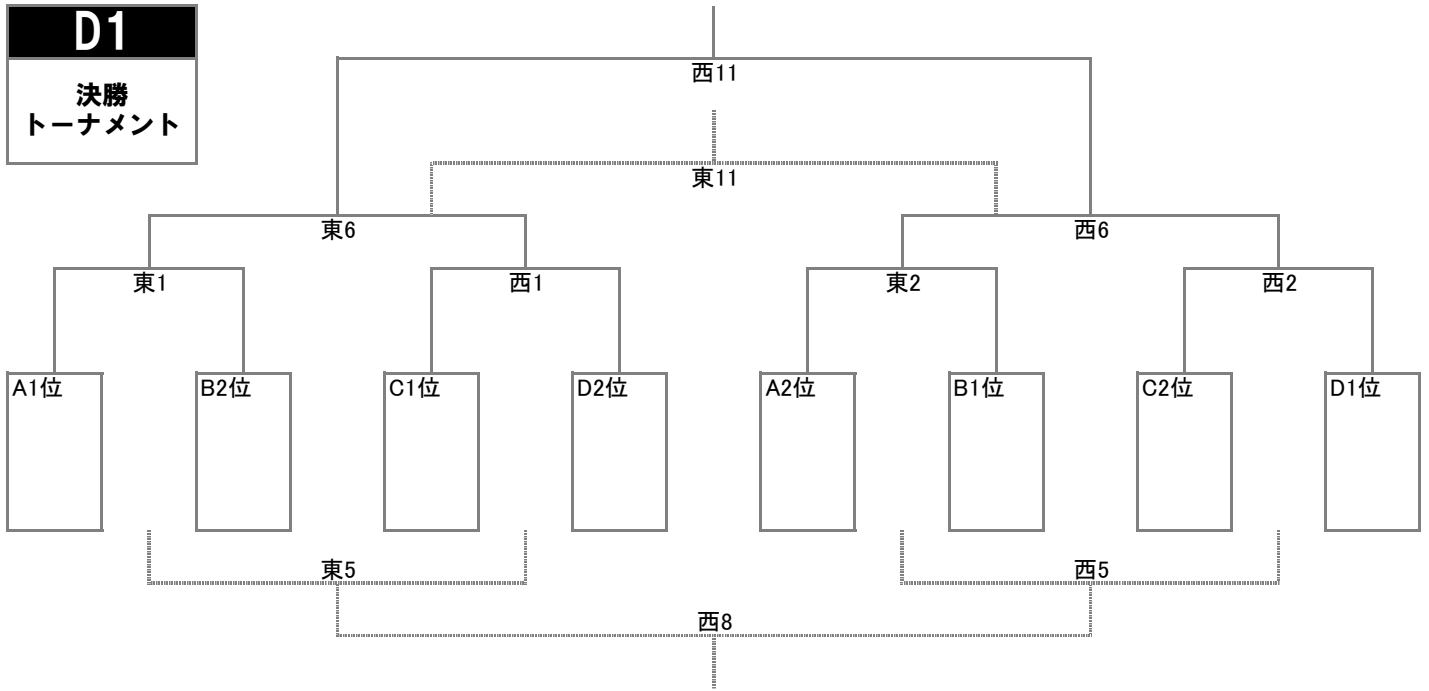 D1
決勝
トーナメント
西11
東11
東6
西6
東1
西1
東2
西2
A1位
B2位
C1位
D2位
A2位
B1位
C2位
D1位
東5
西5
西8